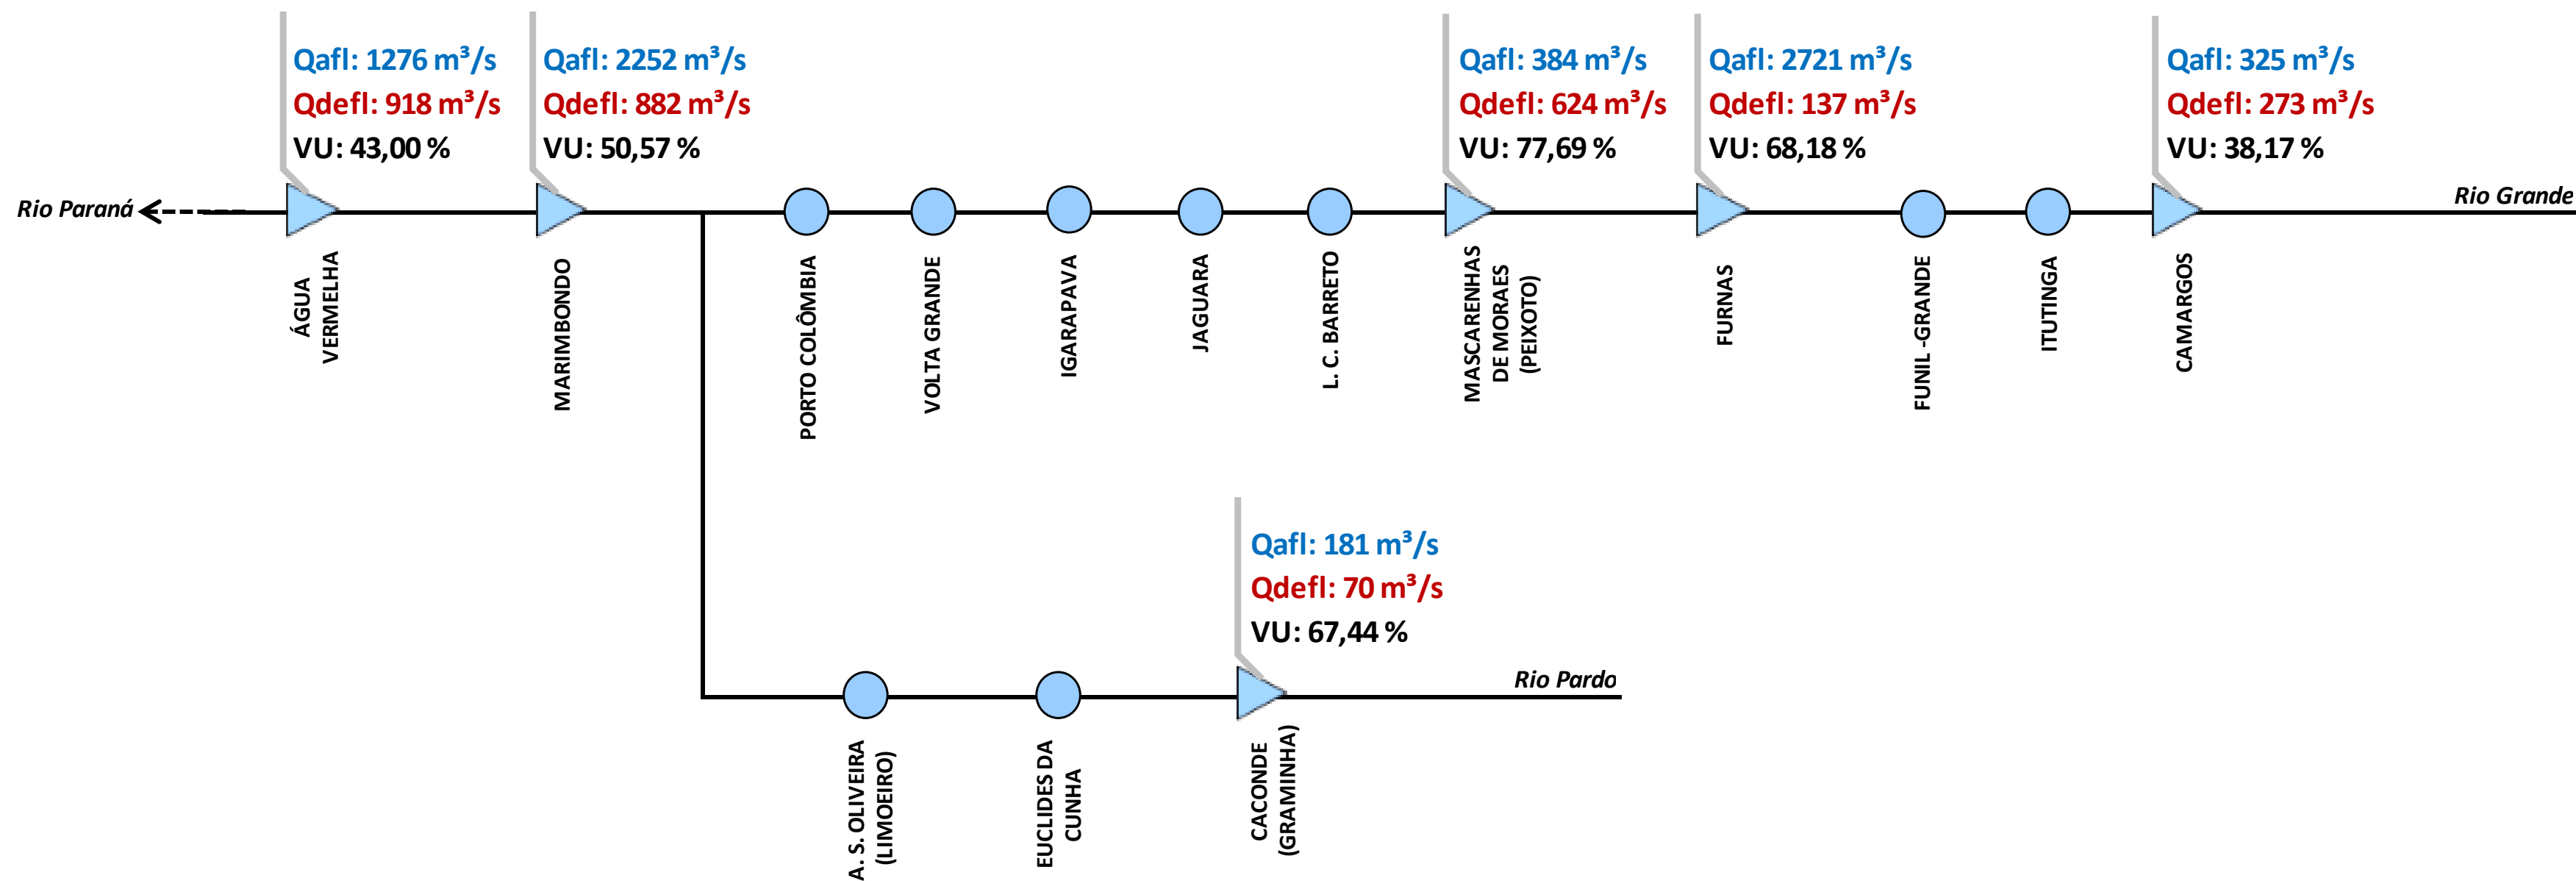 Qafl: 1276 m³/s
Qdefl: 918 m³/s
VU: 43,00 %
Qafl: 2252 m³/s
Qdefl: 882 m³/s
VU: 50,57 %
Qafl: 384 m³/s
Qdefl: 624 m³/s
VU: 77,69 %
Qafl: 2721 m³/s
Qdefl: 137 m³/s
VU: 68,18 %
Qafl: 325 m³/s
Qdefl: 273 m³/s
VU: 38,17 %
Rio Paraná
Rio Grande
ÁGUA
VERMELHA
MARIMBONDO
PORTO COLÔMBIA
VOLTA GRANDE
IGARAPAVA
JAGUARA
L. C. BARRETO
MASCARENHAS
DE MORAES
(PEIXOTO)
FURNAS
FUNIL -GRANDE
ITUTINGA
CAMARGOS
Qafl: 181 m³/s
Qdefl: 70 m³/s
VU: 67,44 %
Rio Pardo
A. S. OLIVEIRA
(LIMOEIRO)
EUCLIDES DA
CUNHA
CACONDE
(GRAMINHA)